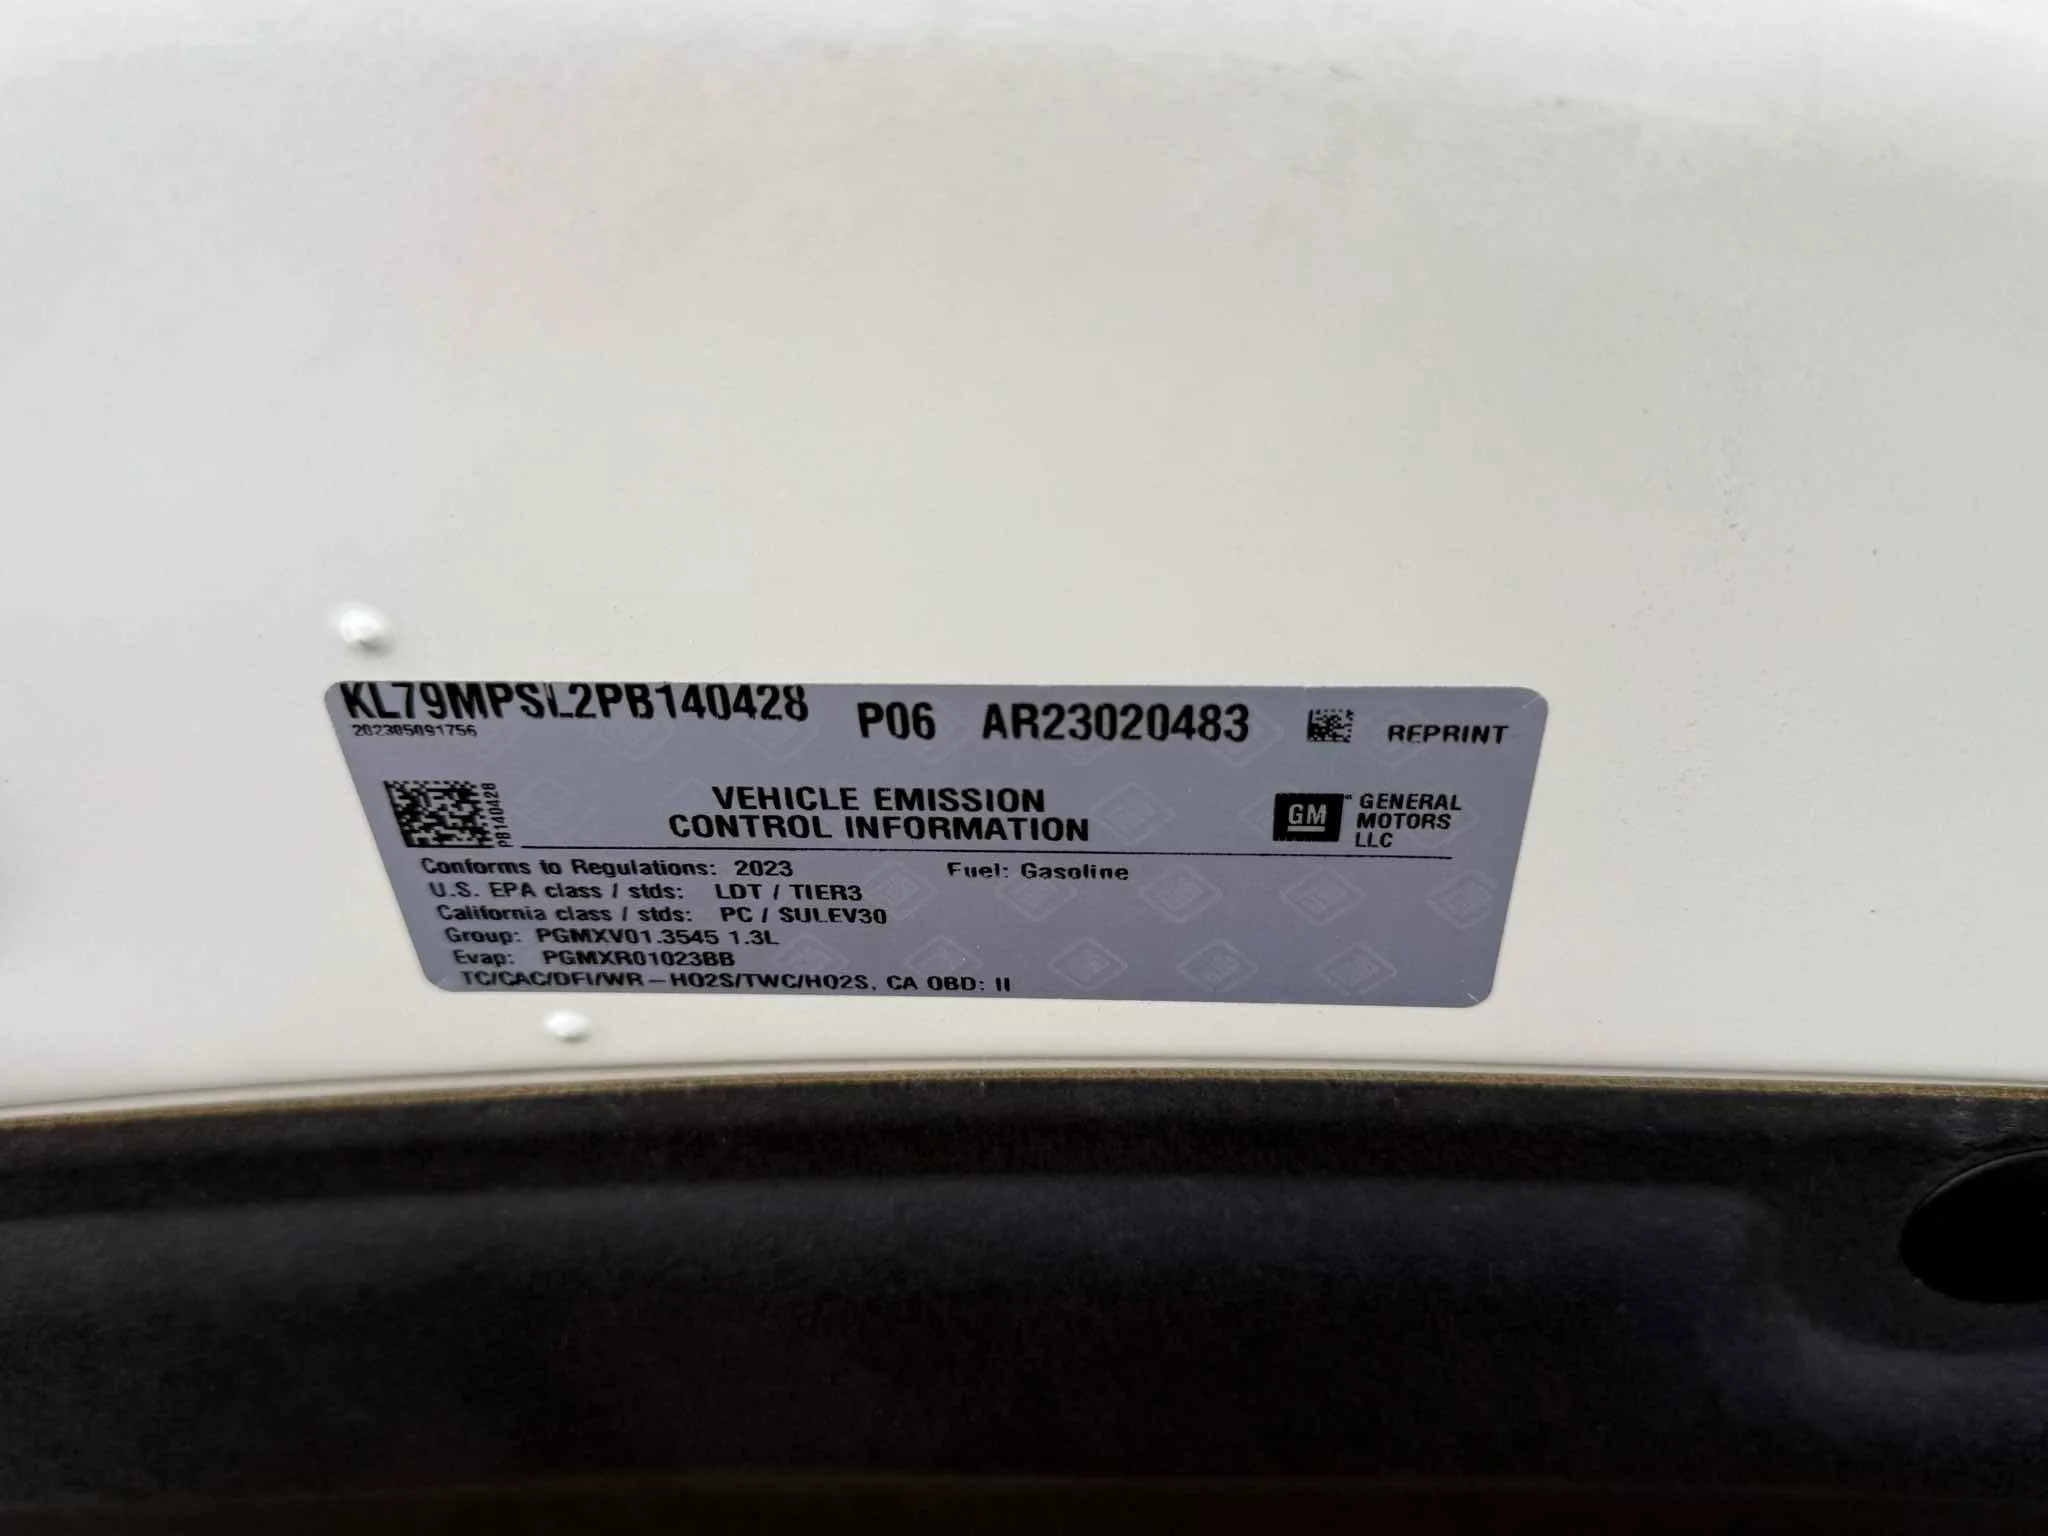 KL79MPSL2PB140428 P06 AR23020483 REPRINT
202305091756
PB140428
VEHICLE EMISSION
CONTROL INFORMATION
GM GENERAL
MOTORS
LLC
Conforms to Regulations: 2023 Fuel: Gasoline
U.S. EPA class / stds: LDT / TIER3
California class / stds: PC / SULEV30
Group: PGMXV01.3545 1.3L
Evap: PGMXR01023BB
TC/CAC/DFI/WR-HO2S/TWC/HO2S, CA OBD: II